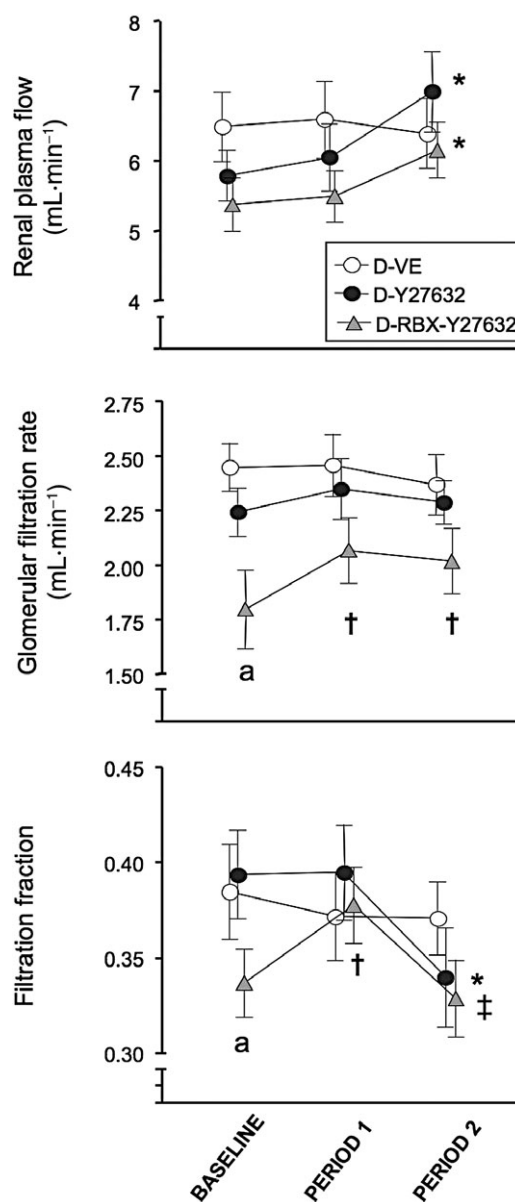 Renal plasma flow
(mL·min⁻¹)
8
7
6
5
4
*
*
D-VE
D-Y27632
D-RBX-Y27632
Glomerular filtration rate
(mL·min⁻¹)
2.75
2.50
2.25
2.00
1.75
1.50
a
†
†
Filtration fraction
0.45
0.40
0.35
0.30
a
†
*
‡
BASELINE
PERIOD 1
PERIOD 2